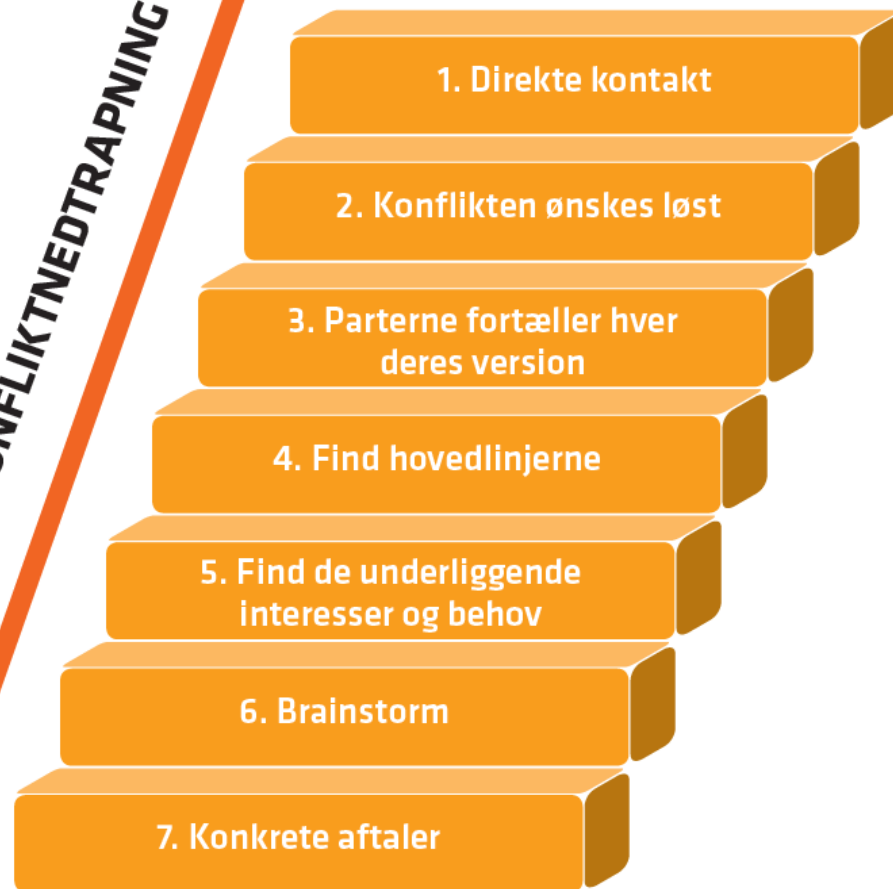 ONFLIKTNEDTRAPNING
1. Direkte kontakt
2. Konflikten ønskes løst
3. Parterne fortæller hver
deres version
4. Find hovedlinjerne
5. Find de underliggende
interesser og behov
6. Brainstorm
7. Konkrete aftaler